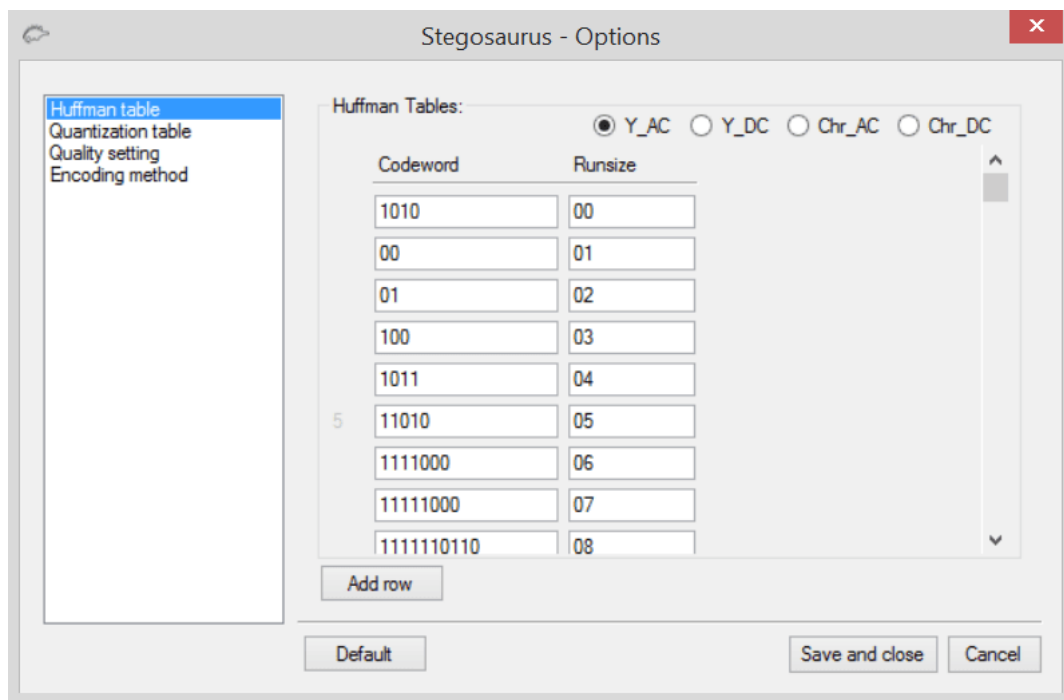 Stegosaurus - Options
Huffman table
Quantization table
Quality setting
Encoding method
Huffman Tables:
Y_AC Y_DC Chr_AC Chr_DC
Codeword Runsize
1010 00
00 01
01 02
100 03
1011 04
5 11010 05
1111000 06
11111000 07
1111110110 08
Add row
Default Save and close Cancel